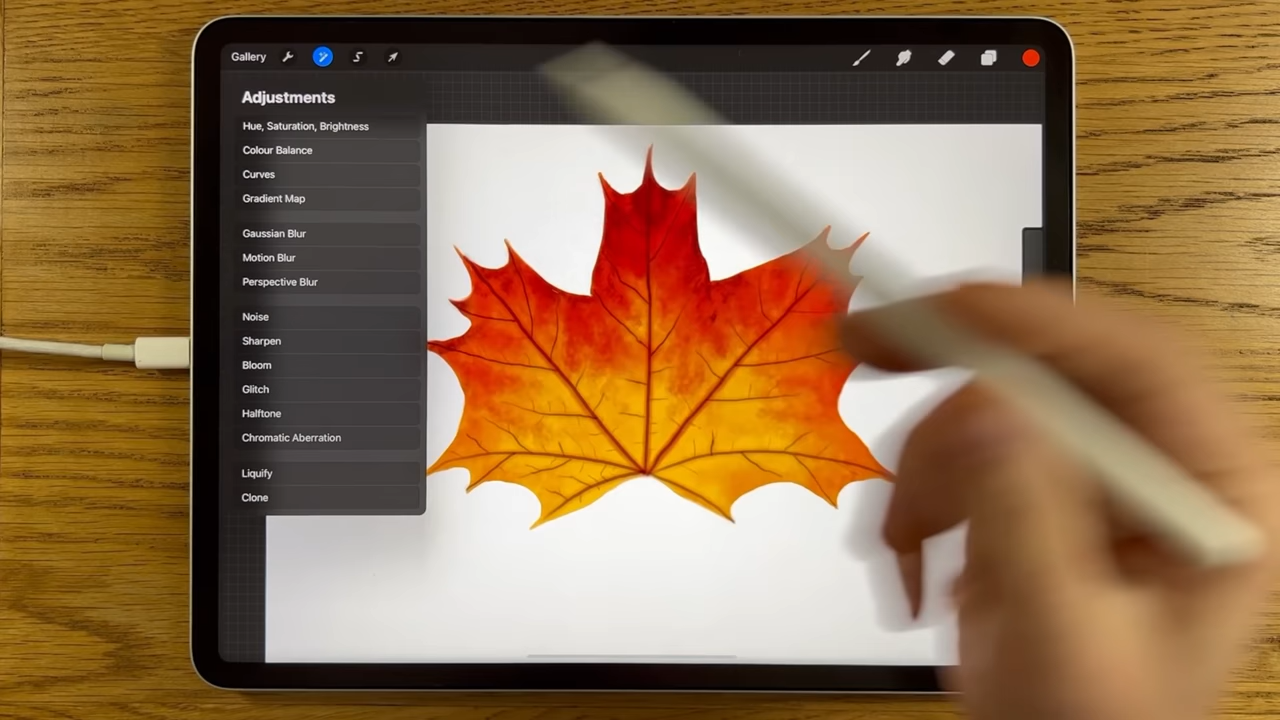 Gallery
Adjustments
Hue, Saturation, Brightness
Colour Balance
Curves
Gradient Map
Gaussian Blur
Motion Blur
Perspective Blur
Noise
Sharpen
Bloom
Glitch
Halftone
Chromatic Aberration
Liquify
Clone